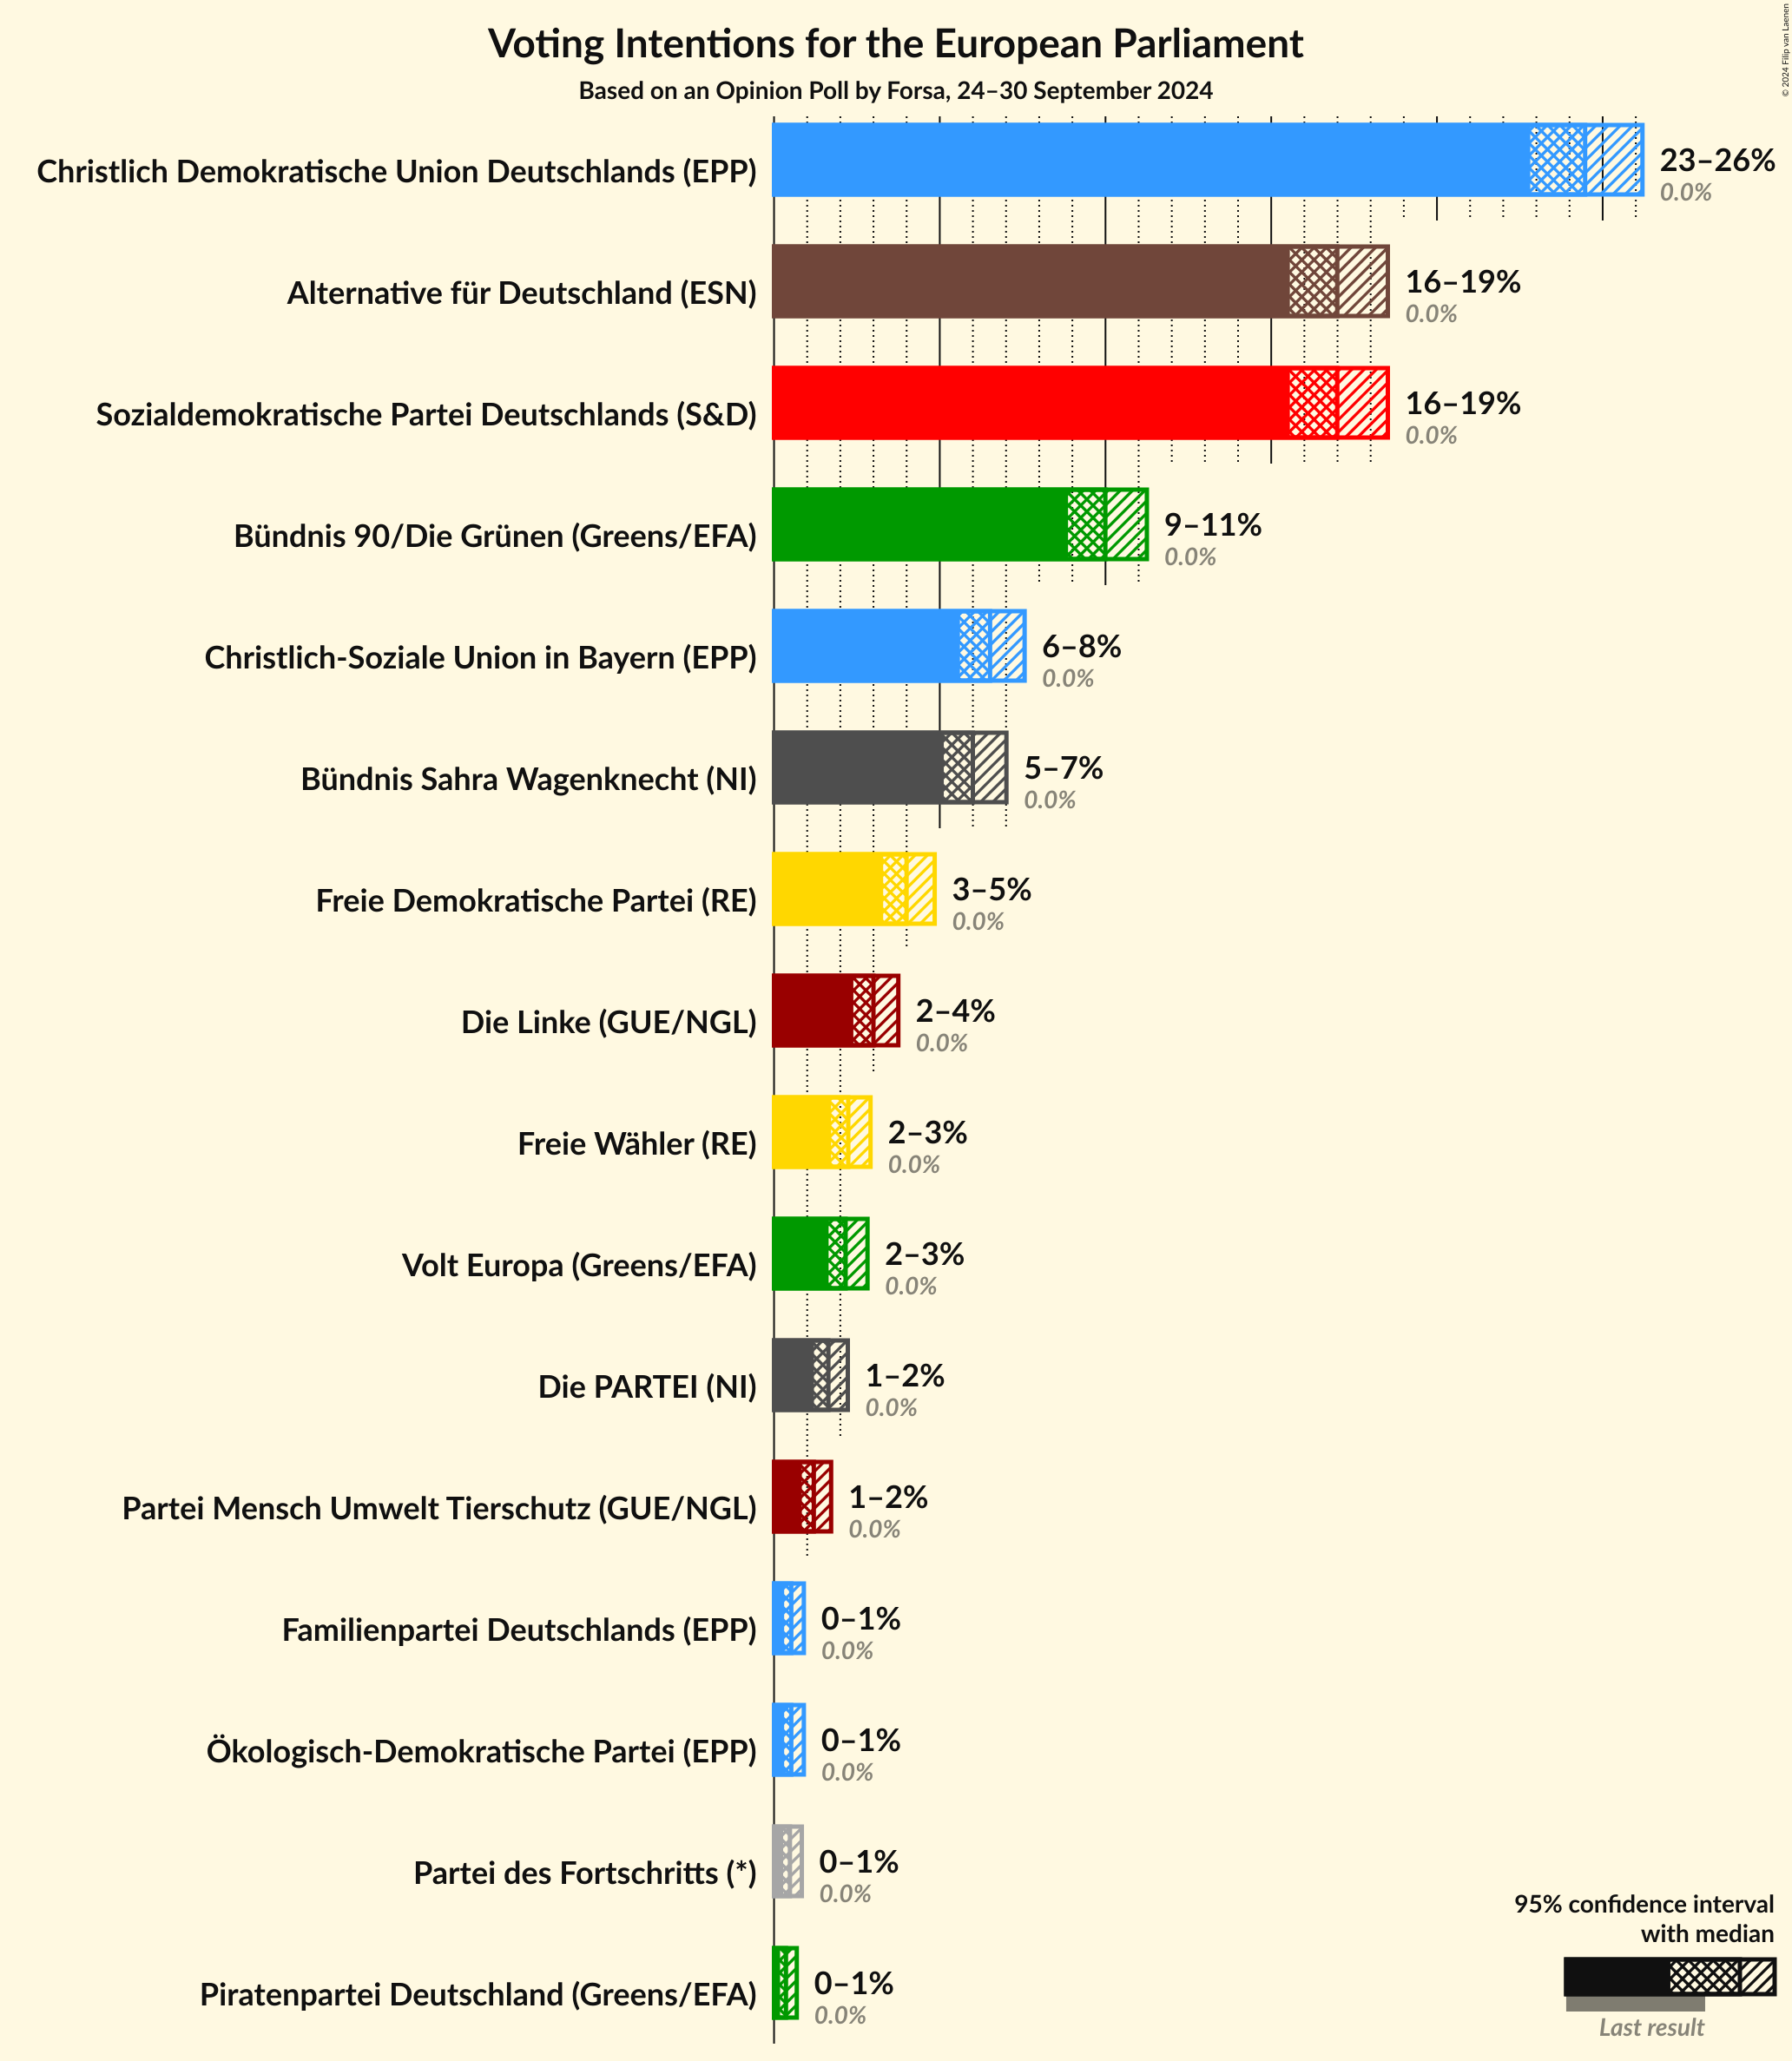 Voting Intentions for the European Parliament
Based on an Opinion Poll by Forsa, 24–30 September 2024
© 2024 Filip van Laenen
Christlich Demokratische Union Deutschlands (EPP)
23–26%
0.0%
Alternative für Deutschland (ESN)
16–19%
0.0%
Sozialdemokratische Partei Deutschlands (S&D)
16–19%
0.0%
Bündnis 90/Die Grünen (Greens/EFA)
9–11%
0.0%
Christlich-Soziale Union in Bayern (EPP)
6–8%
0.0%
Bündnis Sahra Wagenknecht (NI)
5–7%
0.0%
Freie Demokratische Partei (RE)
3–5%
0.0%
Die Linke (GUE/NGL)
2–4%
0.0%
Freie Wähler (RE)
2–3%
0.0%
Volt Europa (Greens/EFA)
2–3%
0.0%
Die PARTEI (NI)
1–2%
0.0%
Partei Mensch Umwelt Tierschutz (GUE/NGL)
1–2%
0.0%
Familienpartei Deutschlands (EPP)
0–1%
0.0%
Ökologisch-Demokratische Partei (EPP)
0–1%
0.0%
Partei des Fortschritts (*)
0–1%
0.0%
Piratenpartei Deutschland (Greens/EFA)
0–1%
0.0%
95% confidence interval
with median
Last result